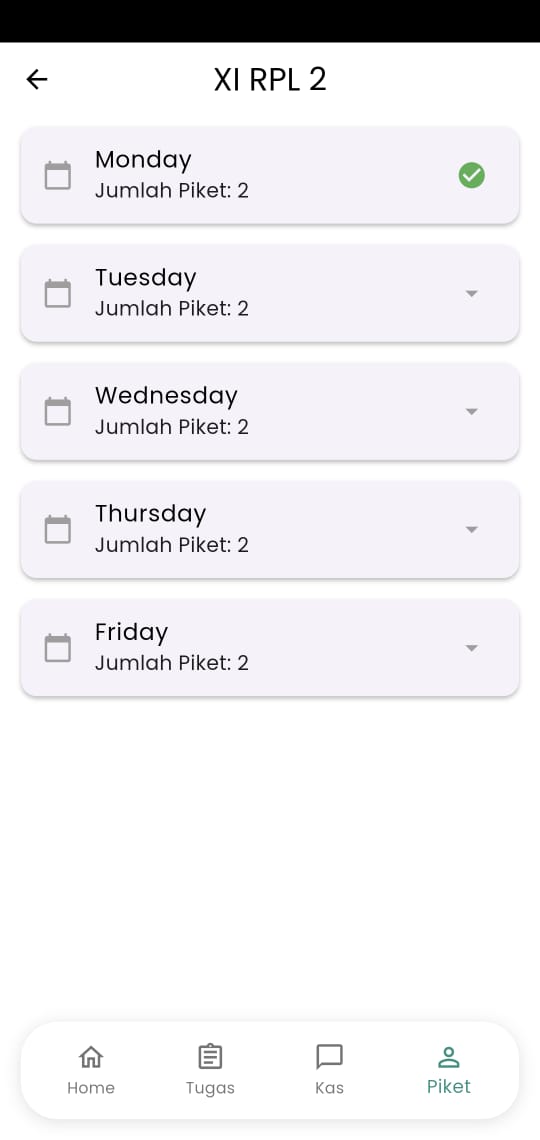 XI RPL 2
Monday
Jumlah Piket: 2
Tuesday
Jumlah Piket: 2
Wednesday
Jumlah Piket: 2
Thursday
Jumlah Piket: 2
Friday
Jumlah Piket: 2
Home Tugas Kas Piket